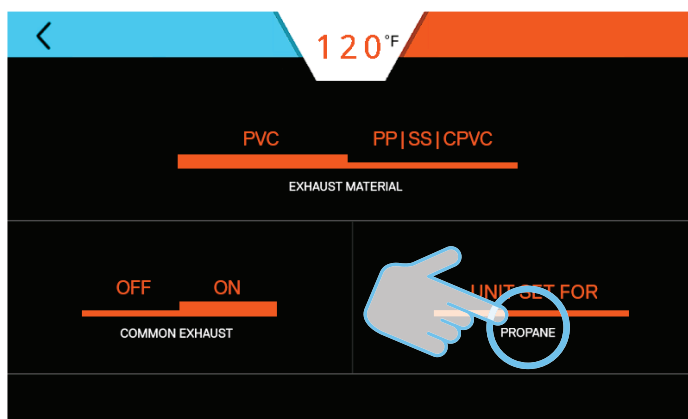 120°F
PVC PP|SS|CPVC
EXHAUST MATERIAL
OFF ON
COMMON EXHAUST
UNIT SET FOR
PROPANE